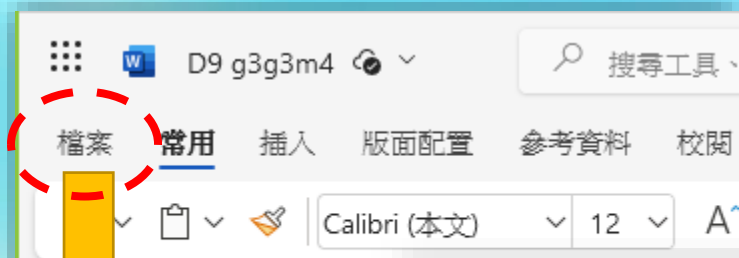 W D9 g3g3m4 搜尋工具、
檔案 常用 插入 版面配置 參考資料 校閱
Calibri (本文) 12 A